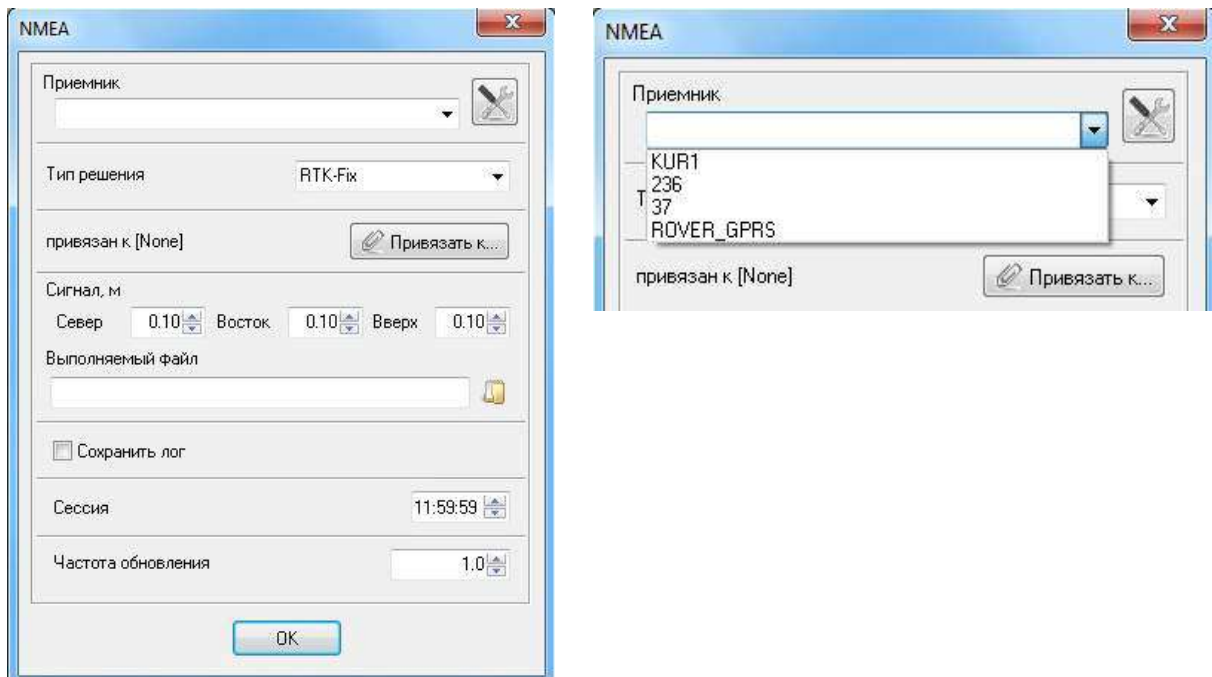 NMEA
Приемник
Тип решения RTK-Fix
привязан к [None] Привязать к...
Сигнал, м
Север 0.10 Восток 0.10 Вверх 0.10
Выполняемый файл
Сохранить лог
Сессия 11:59:59
Частота обновления 1.0
OK
NMEA
Приемник
KUR1
236
Т
37
ROVER_GPRS
привязан к [None] Привязать к...